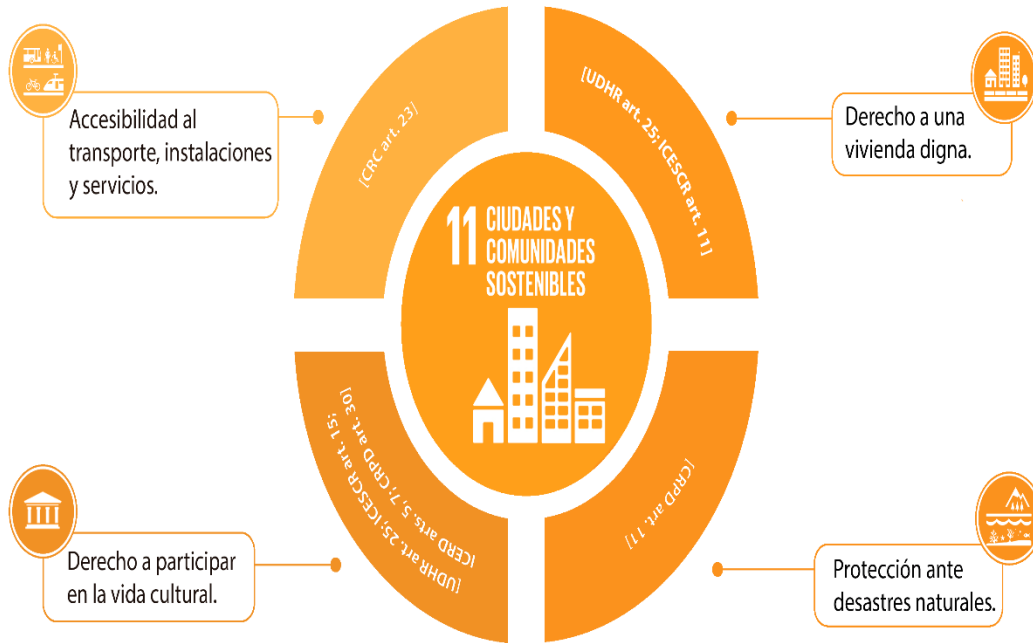 Accesibilidad al
transporte, instalaciones
y servicios.
[CRC art. 23]
[UDHR art. 25; ICESCR art. 11]
Derecho a una
vivienda digna.
11 CIUDADES Y
COMUNIDADES
SOSTENIBLES
Derecho a participar
en la vida cultural.
[UDHR art. 25; ICESCR art. 15;
ICERD arts. 5, 7; CRPD art. 30]
[CRPD art. 11]
Protección ante
desastres naturales.